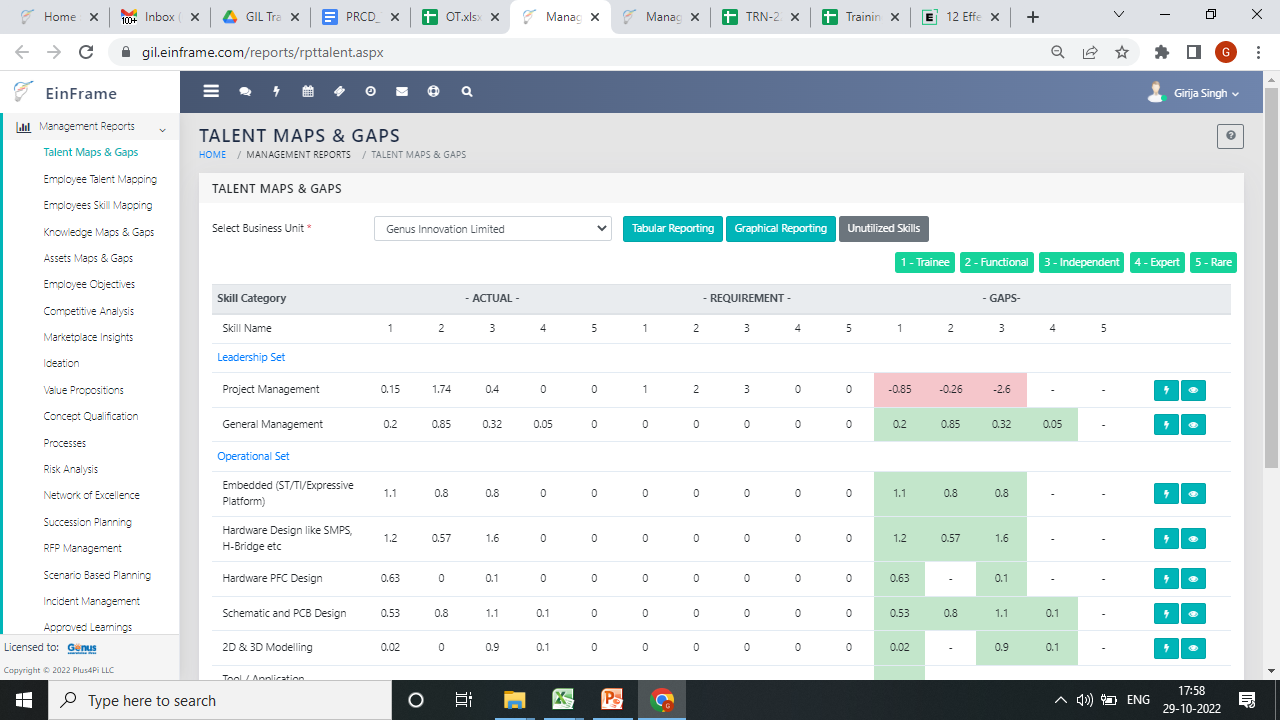 Home
Inbox (
GIL Tra
PRCD_
OT.xlsx
Manag
Manag
TRN-2
Training
12 Effe
gil.einframe.com/reports/rpttalent.aspx
G
EinFrame
Girija Singh
Management Reports
Talent Maps & Gaps
Employee Talent Mapping
Employees Skill Mapping
Knowledge Maps & Gaps
Assets Maps & Gaps
Employee Objectives
Competitive Analysis
Marketplace Insights
Ideation
Value Propositions
Concept Qualification
Processes
Risk Analysis
Network of Excellence
Succession Planning
RFP Management
Scenario Based Planning
Incident Management
Approved Learnings
Licensed to: Genus
Copyright © 2022 Plus4Pi LLC
TALENT MAPS & GAPS
HOME / MANAGEMENT REPORTS / TALENT MAPS & GAPS
TALENT MAPS & GAPS
Select Business Unit * Genus Innovation Limited Tabular Reporting Graphical Reporting Unutilized Skills
1 - Trainee 2 - Functional 3 - Independent 4 - Expert 5 - Rare
Skill Category - ACTUAL - - REQUIREMENT - - GAPS-
Skill Name 1 2 3 4 5 1 2 3 4 5 1 2 3 4 5
Leadership Set
Project Management 0.15 1.74 0.4 0 0 1 2 3 0 0 -0.85 -0.26 -2.6 - -
General Management 0.2 0.85 0.32 0.05 0 0 0 0 0 0 0.2 0.85 0.32 0.05 -
Operational Set
Embedded (ST/TI/Expressive
Platform) 1.1 0.8 0.8 0 0 0 0 0 0 0 1.1 0.8 0.8 - -
Hardware Design like SMPS,
H-Bridge etc 1.2 0.57 1.6 0 0 0 0 0 0 0 1.2 0.57 1.6 - -
Hardware PFC Design 0.63 0 0.1 0 0 0 0 0 0 0 0.63 - 0.1 - -
Schematic and PCB Design 0.53 0.8 1.1 0.1 0 0 0 0 0 0 0.53 0.8 1.1 0.1 -
2D & 3D Modelling 0.02 0 0.9 0.1 0 0 0 0 0 0 0.02 - 0.9 0.1 -
Tool / Application
Type here to search
ENG
17:58
29-10-2022